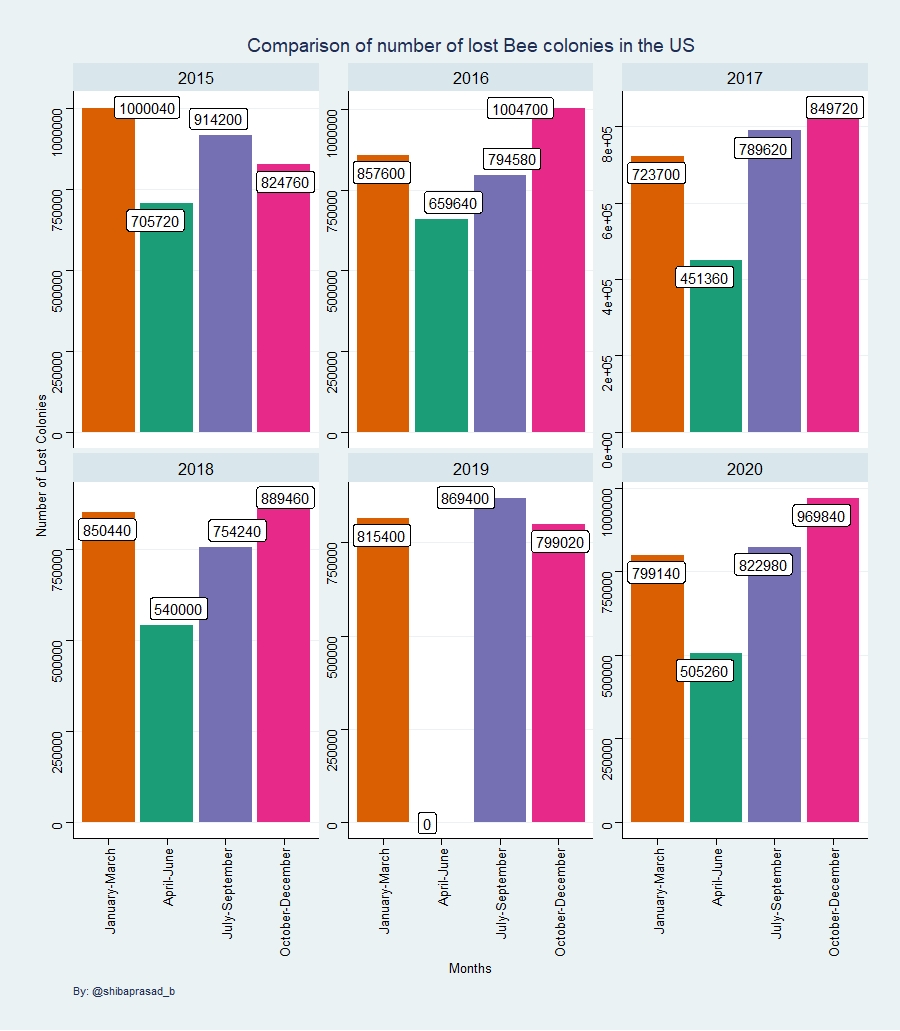 Comparison of number of lost Bee colonies in the US
2015
2016
2017
1000000
750000
500000
250000
0
1000040
705720
914200
824760
1000000
750000
500000
250000
0
857600
659640
794580
1004700
8e+05
6e+05
4e+05
2e+05
0e+00
723700
451360
789620
849720
Number of Lost Colonies
2018
2019
2020
750000
500000
250000
0
850440
540000
754240
889460
750000
500000
250000
0
815400
0
869400
799020
1000000
750000
500000
250000
0
799140
505260
822980
969840
January-March
April-June
July-September
October-December
January-March
April-June
July-September
October-December
January-March
April-June
July-September
October-December
Months
By: @shibaprasad_b